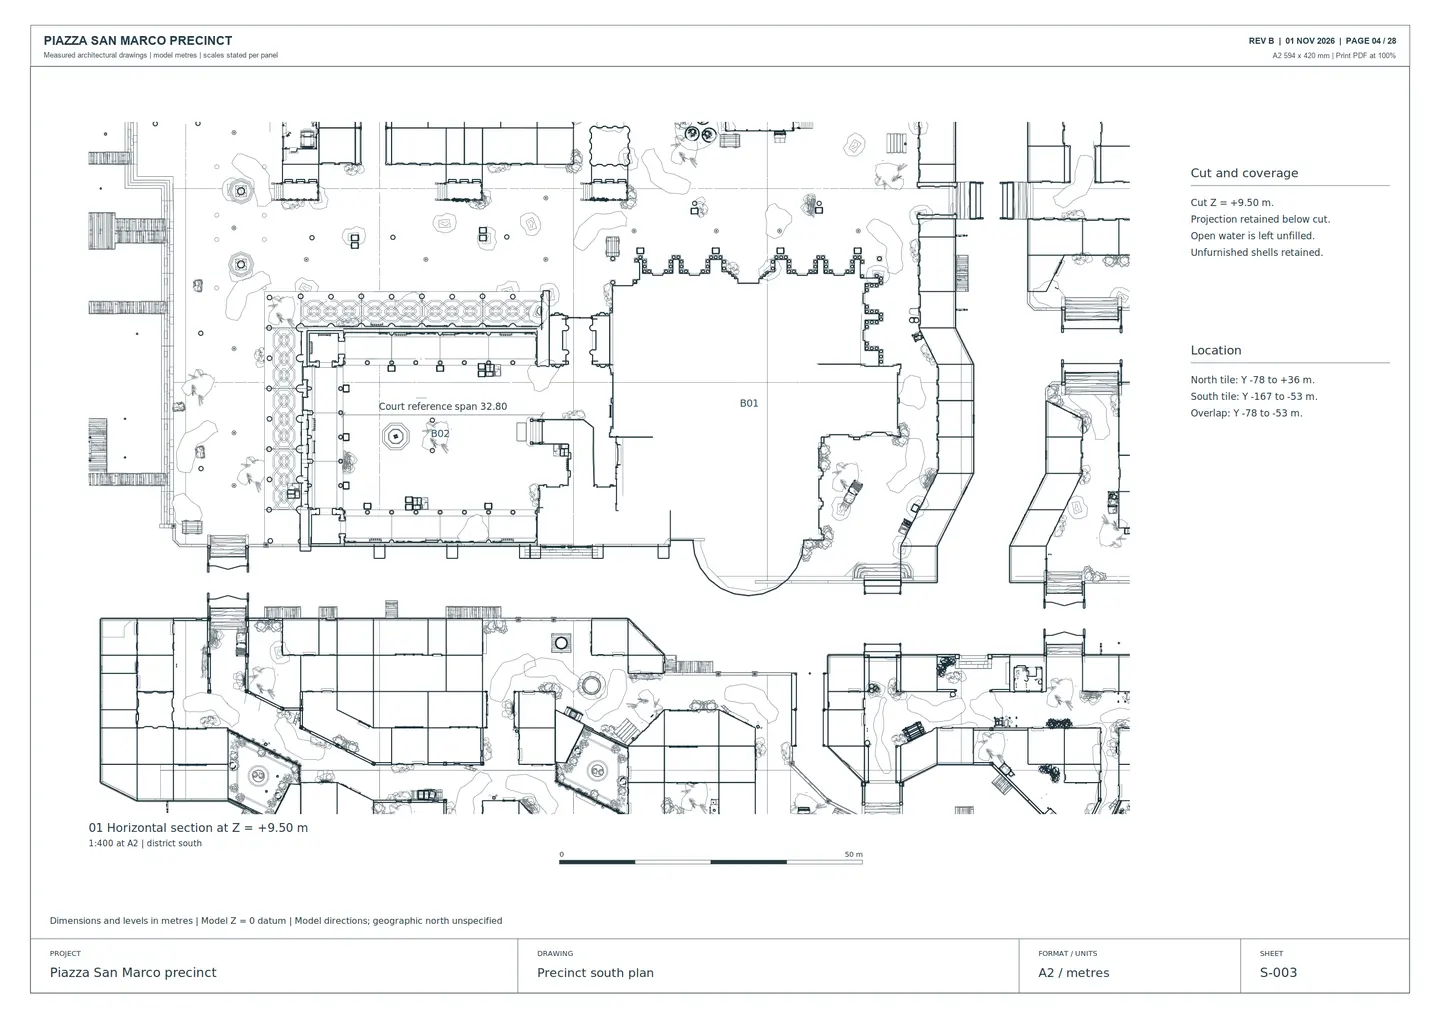 PIAZZA SAN MARCO PRECINCT
Measured architectural drawings | model metres | scales stated per panel
REV B | 01 NOV 2026 | PAGE 04 / 28
A2 594 x 420 mm | Print PDF at 100%
Cut and coverage
Cut Z = +9.50 m.
Projection retained below cut.
Open water is left unfilled.
Unfurnished shells retained.
Location
North tile: Y -78 to +36 m.
South tile: Y -167 to -53 m.
Overlap: Y -78 to -53 m.
Court reference span 32.80
B01
B02
01 Horizontal section at Z = +9.50 m
1:400 at A2 | district south
0
50 m
Dimensions and levels in metres | Model Z = 0 datum | Model directions; geographic north unspecified
PROJECT
Piazza San Marco precinct
DRAWING
Precinct south plan
FORMAT / UNITS
A2 / metres
SHEET
S-003